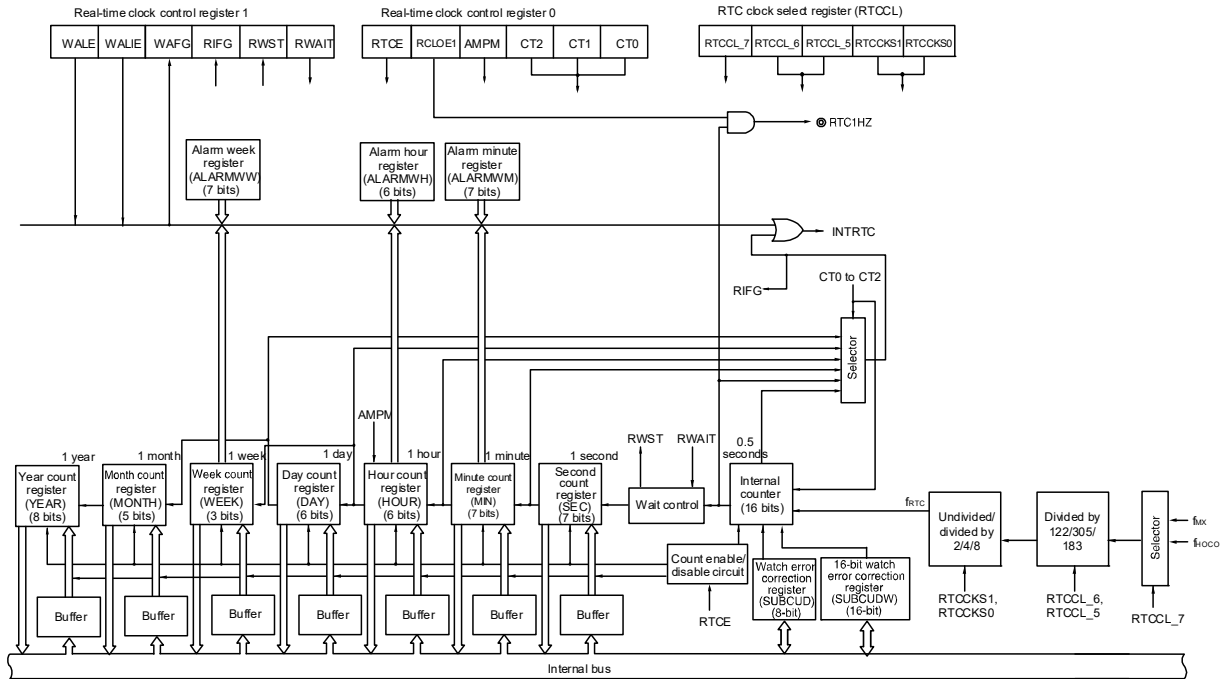 Real-time clock control register 1
Real-time clock control register 0
RTC clock select register (RTCCL)
WALE WALIE WAFG RIFG RWST RWAIT
RTCE RCLOE1 AMPM CT2 CT1 CT0
RTCCL_7 RTCCL_6 RTCCL_5 RTCCKS1 RTCCKS0
RTC1HZ
Alarm week
register
(ALARMWW)
(7 bits)
Alarm hour
register
(ALARMWH)
(6 bits)
Alarm minute
register
(ALARMWM)
(7 bits)
INTRTC
RIFG
CT0 to CT2
Selector
AMPM
RWST
RWAIT
0.5
seconds
1 year
1 month
1 week
1 day
1 hour
1 minute
1 second
Year count
register
(YEAR)
(8 bits)
Month count
register
(MONTH)
(5 bits)
Week count
register
(WEEK)
(3 bits)
Day count
register
(DAY)
(6 bits)
Hour count
register
(HOUR)
(6 bits)
Minute count
register
(MIN)
(7 bits)
Second
count
register
(SEC)
(7 bits)
Wait control
Internal
counter
(16 bits)
fRTC
Undivided/
divided by
2/4/8
Divided by
122/305/
183
Selector
fMX
fHOCO
Count enable/
disable circuit
Watch error
correction
register
(SUBCUD)
(8-bit)
16-bit watch
error correction
register
(SUBCUDW)
(16-bit)
RTCCKS1,
RTCCKS0
RTCCL_6,
RTCCL_5
RTCCL_7
RTCE
Buffer
Buffer
Buffer
Buffer
Buffer
Buffer
Buffer
Internal bus